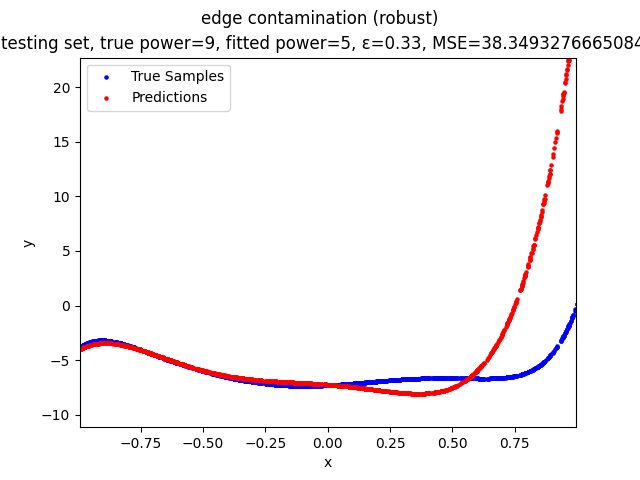 edge contamination (robust)
testing set, true power=9, fitted power=5, ε=0.33, MSE=38.3493276665084
True Samples
Predictions
20
15
10
5
0
−5
−10
y
−0.75 −0.50 −0.25 0.00 0.25 0.50 0.75
x